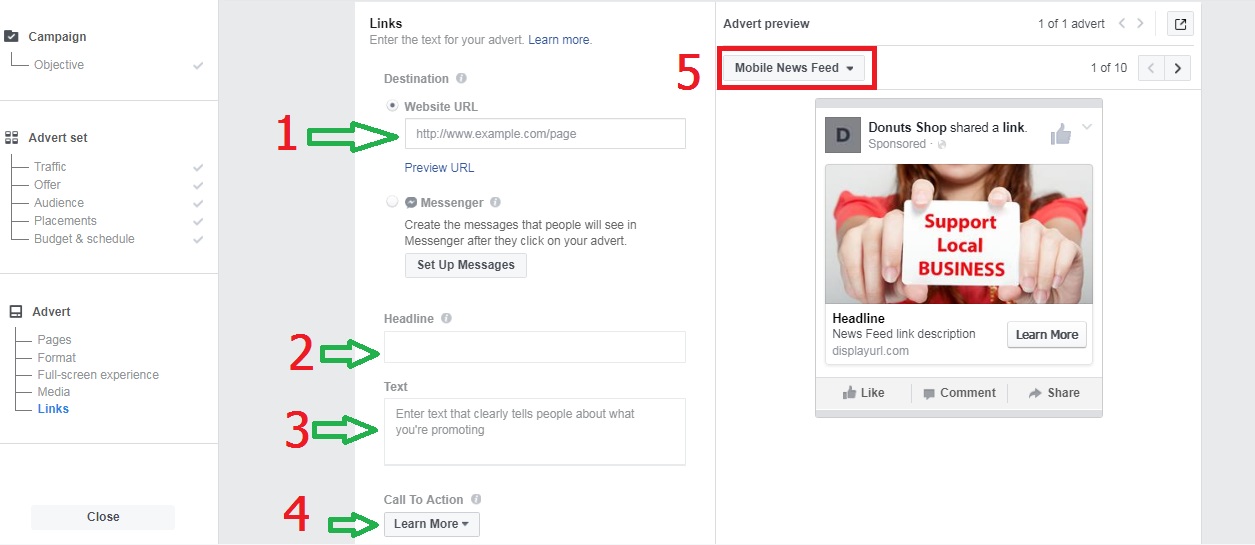 Campaign
Objective
Advert set
Traffic
Offer
Audience
Placements
Budget & schedule
Advert
Pages
Format
Full-screen experience
Media
Links
Close
Links
Enter the text for your advert. Learn more.
Destination
Website URL
1
http://www.example.com/page
Preview URL
Messenger
Create the messages that people will see in
Messenger after they click on your advert.
Set Up Messages
Headline
2
Text
3
Enter text that clearly tells people about what
you're promoting
Call To Action
4
Learn More
Advert preview
1 of 1 advert
5
Mobile News Feed
1 of 10
D
Donuts Shop shared a link.
Sponsored ·
Support
Local
BUSINESS
Headline
News Feed link description
displayurl.com
Learn More
Like
Comment
Share